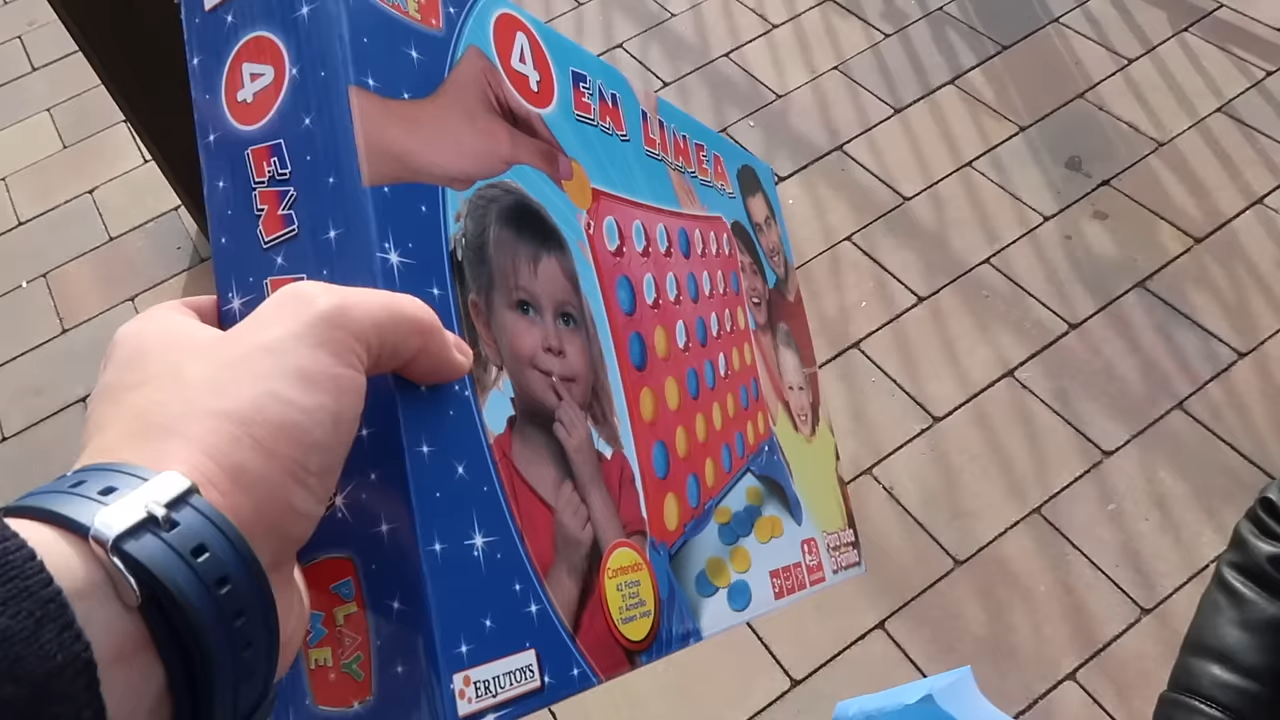 ME
4
EN
4
EN LINEA
Contenido:
42 Fichas
21 Azul
21 Amarillo
1 Tablero Juego
3+
Para toda
la Familia
PLAY
ME
ERJUTOYS